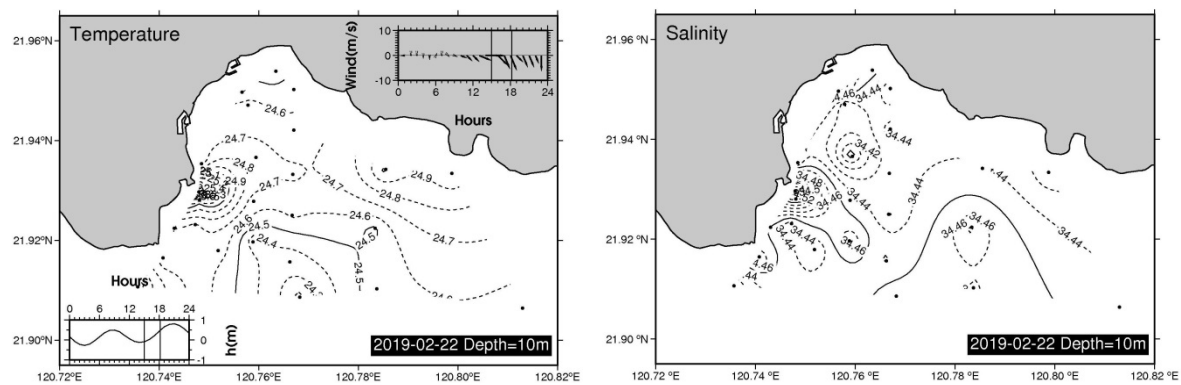 Temperature
Wind(m/s)
10
0
-10
0 6 12 18 24
Hours
21.96°N
21.94°N
21.92°N
21.90°N
24.6
24.7
24.8
24.9
24.7
24.9
24.8
24.6
24.7
24.6
24.5
24.4
24.5
24.5
Hours
0 6 12 18 24
1
0
-1
h(m)
2019-02-22 Depth=10m
120.72°E 120.74°E 120.76°E 120.78°E 120.80°E 120.82°E
Salinity
21.96°N
21.94°N
21.92°N
21.90°N
34.44
34.44
34.42
34.48
34.46
34.44
34.44
34.46
34.46
34.44
34.44
34.46
2019-02-22 Depth=10m
120.72°E 120.74°E 120.76°E 120.78°E 120.80°E 120.82°E